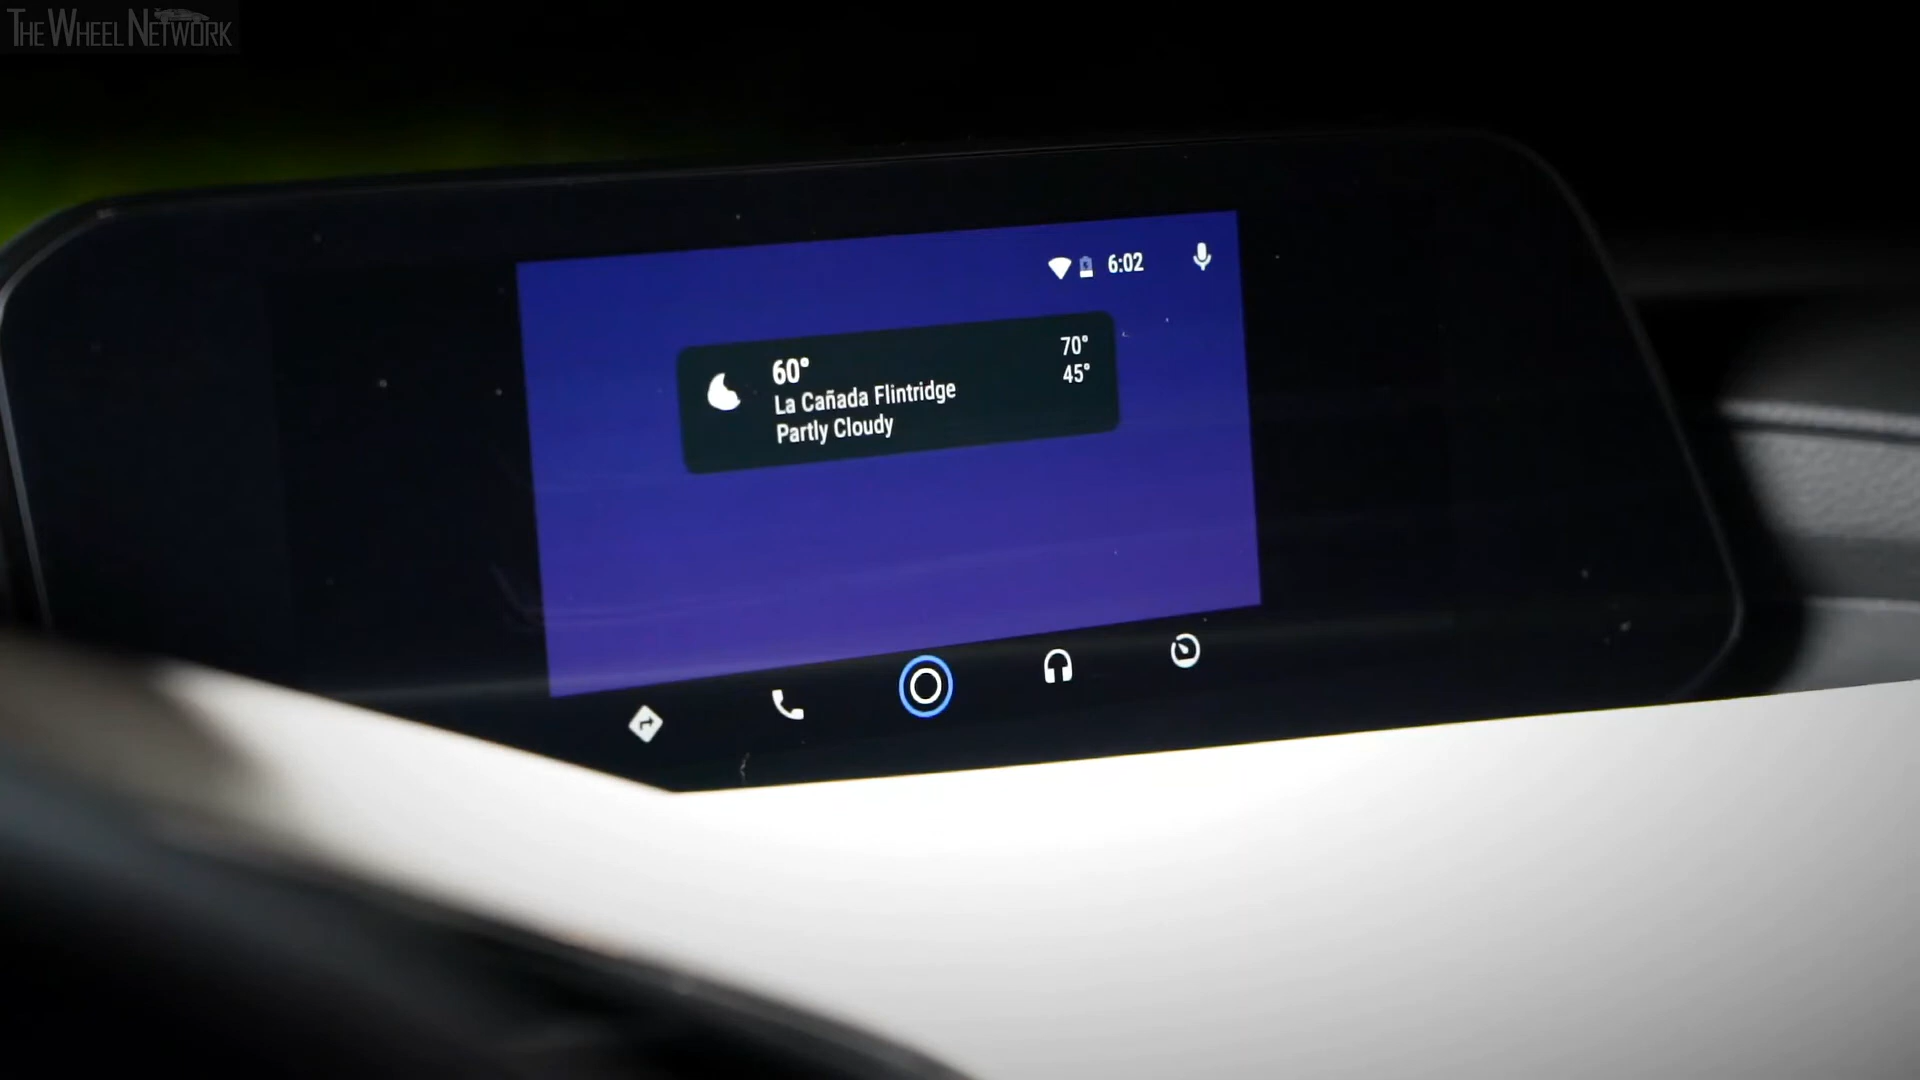 THE WHEEL NETWORK
6:02
60°
70°
La Cañada Flintridge
45°
Partly Cloudy